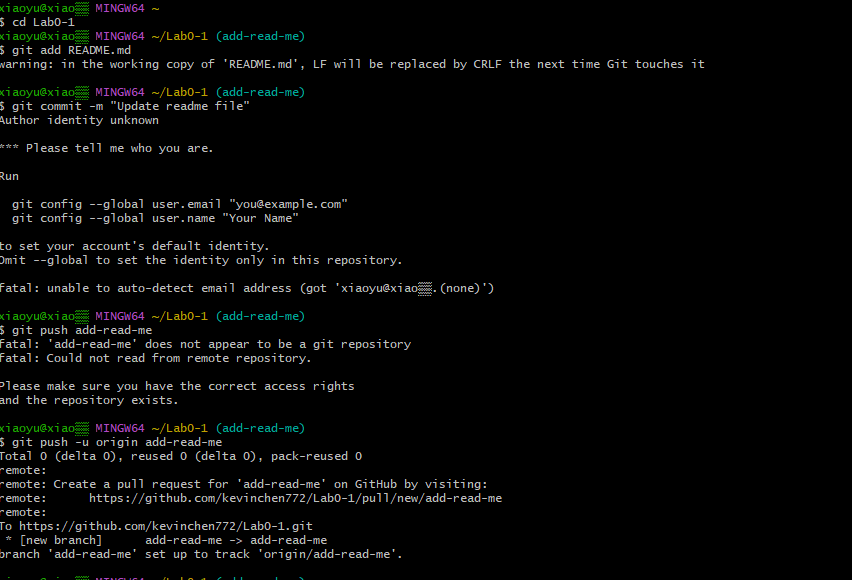 xiaoyu@xiao▒▒ MINGW64 ~
$ cd Lab0-1
xiaoyu@xiao▒▒ MINGW64 ~/Lab0-1 (add-read-me)
$ git add README.md
warning: in the working copy of 'README.md', LF will be replaced by CRLF the next time Git touches it
xiaoyu@xiao▒▒ MINGW64 ~/Lab0-1 (add-read-me)
$ git commit -m "Update readme file"
Author identity unknown
*** Please tell me who you are.
Run
git config --global user.email "you@example.com"
git config --global user.name "Your Name"
to set your account's default identity.
Omit --global to set the identity only in this repository.
fatal: unable to auto-detect email address (got 'xiaoyu@xiao▒▒.(none)')
xiaoyu@xiao▒▒ MINGW64 ~/Lab0-1 (add-read-me)
$ git push add-read-me
fatal: 'add-read-me' does not appear to be a git repository
fatal: Could not read from remote repository.
Please make sure you have the correct access rights
and the repository exists.
xiaoyu@xiao▒▒ MINGW64 ~/Lab0-1 (add-read-me)
$ git push -u origin add-read-me
Total 0 (delta 0), reused 0 (delta 0), pack-reused 0
remote:
remote: Create a pull request for 'add-read-me' on GitHub by visiting:
remote:      https://github.com/kevinchen772/Lab0-1/pull/new/add-read-me
remote:
To https://github.com/kevinchen772/Lab0-1.git
* [new branch]      add-read-me -> add-read-me
branch 'add-read-me' set up to track 'origin/add-read-me'.
xiaoyu@xiao▒▒ MINGW64 ~/Lab0-1 (add-read-me)